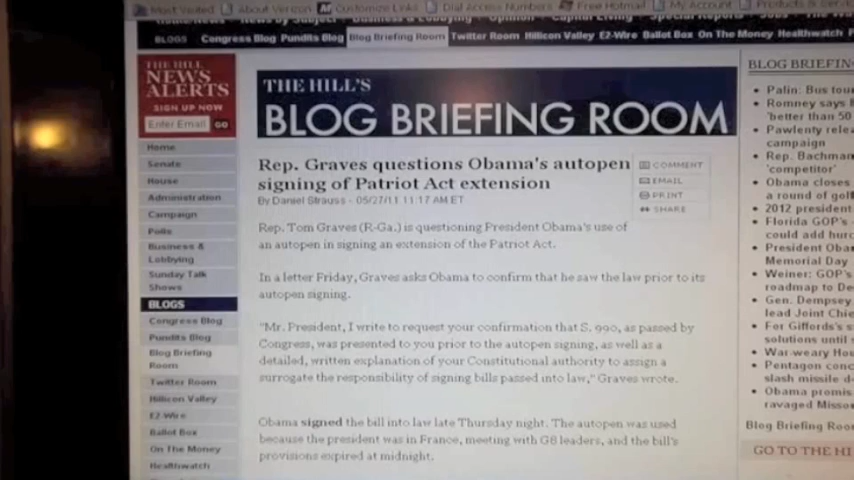 Most Visited About Verizon Customize Links Dial Access Numbers Free Hotmail My Account Products &
BLOGS Congress Blog Pundits Blog Blog Briefing Room Twitter Room Hillicon Valley E2-Wire Ballot Box On The Money Healthwatch
THE HILL
NEWS
ALERTS
SIGN UP NOW
Enter Email GO
Home
Senate
House
Administration
Campaign
Polls
Business &
Lobbying
Sunday Talk
Shows
BLOGS
Congress Blog
Pundits Blog
Blog Briefing
Room
Twitter Room
Hillicon Valley
E2-Wire
Ballot Box
On The Money
Healthwatch
THE HILL'S
BLOG BRIEFING ROOM
Rep. Graves questions Obama's autopen
signing of Patriot Act extension
By Daniel Strauss - 05/27/11 11:17 AM ET
COMMENT
EMAIL
PRINT
SHARE
Rep. Tom Graves (R-Ga.) is questioning President Obama's use of
an autopen in signing an extension of the Patriot Act.
In a letter Friday, Graves asks Obama to confirm that he saw the law prior to its
autopen signing.
"Mr. President, I write to request your confirmation that S. 990, as passed by
Congress, was presented to you prior to the autopen signing, as well as a
detailed, written explanation of your Constitutional authority to assign a
surrogate the responsibility of signing bills passed into law," Graves wrote.
Obama signed the bill into law late Thursday night. The autopen was used
because the president was in France, meeting with G8 leaders, and the bill's
provisions expired at midnight.
BLOG BRIEFIN
Palin: Bus tou
Romney says
'better than 50
Pawlenty rele
campaign
Rep. Bachman
'competitor'
Obama closes
a round of golf
2012 president
Florida GOP's
could add hur
President Oba
Memorial Day
Weiner: GOP's
roadmap to De
Gen. Dempsey
lead Joint Chie
For Giffords's s
solutions until
War-weary Hou
Pentagon conc
slash missile d
Obama promis
ravaged Misso
Blog Briefing Roo
GO TO THE HI